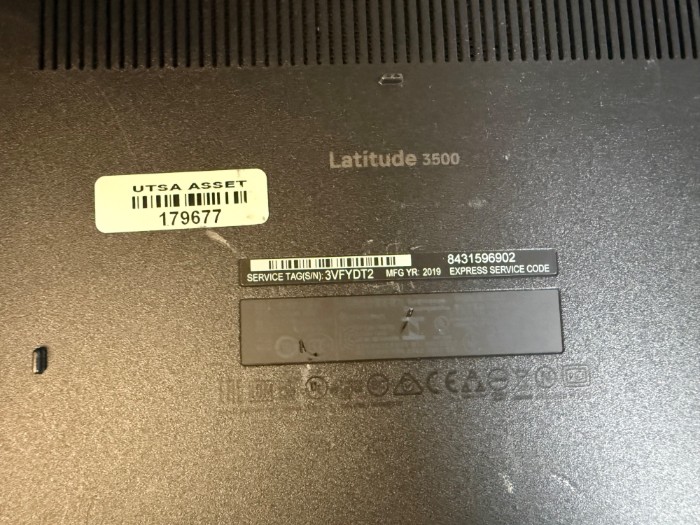 Latitude 3500
UTSA ASSET
179677
8431596902
SERVICE TAG(S/N): 3VFYDT2 MFG YR: 2019 EXPRESS SERVICE CODE